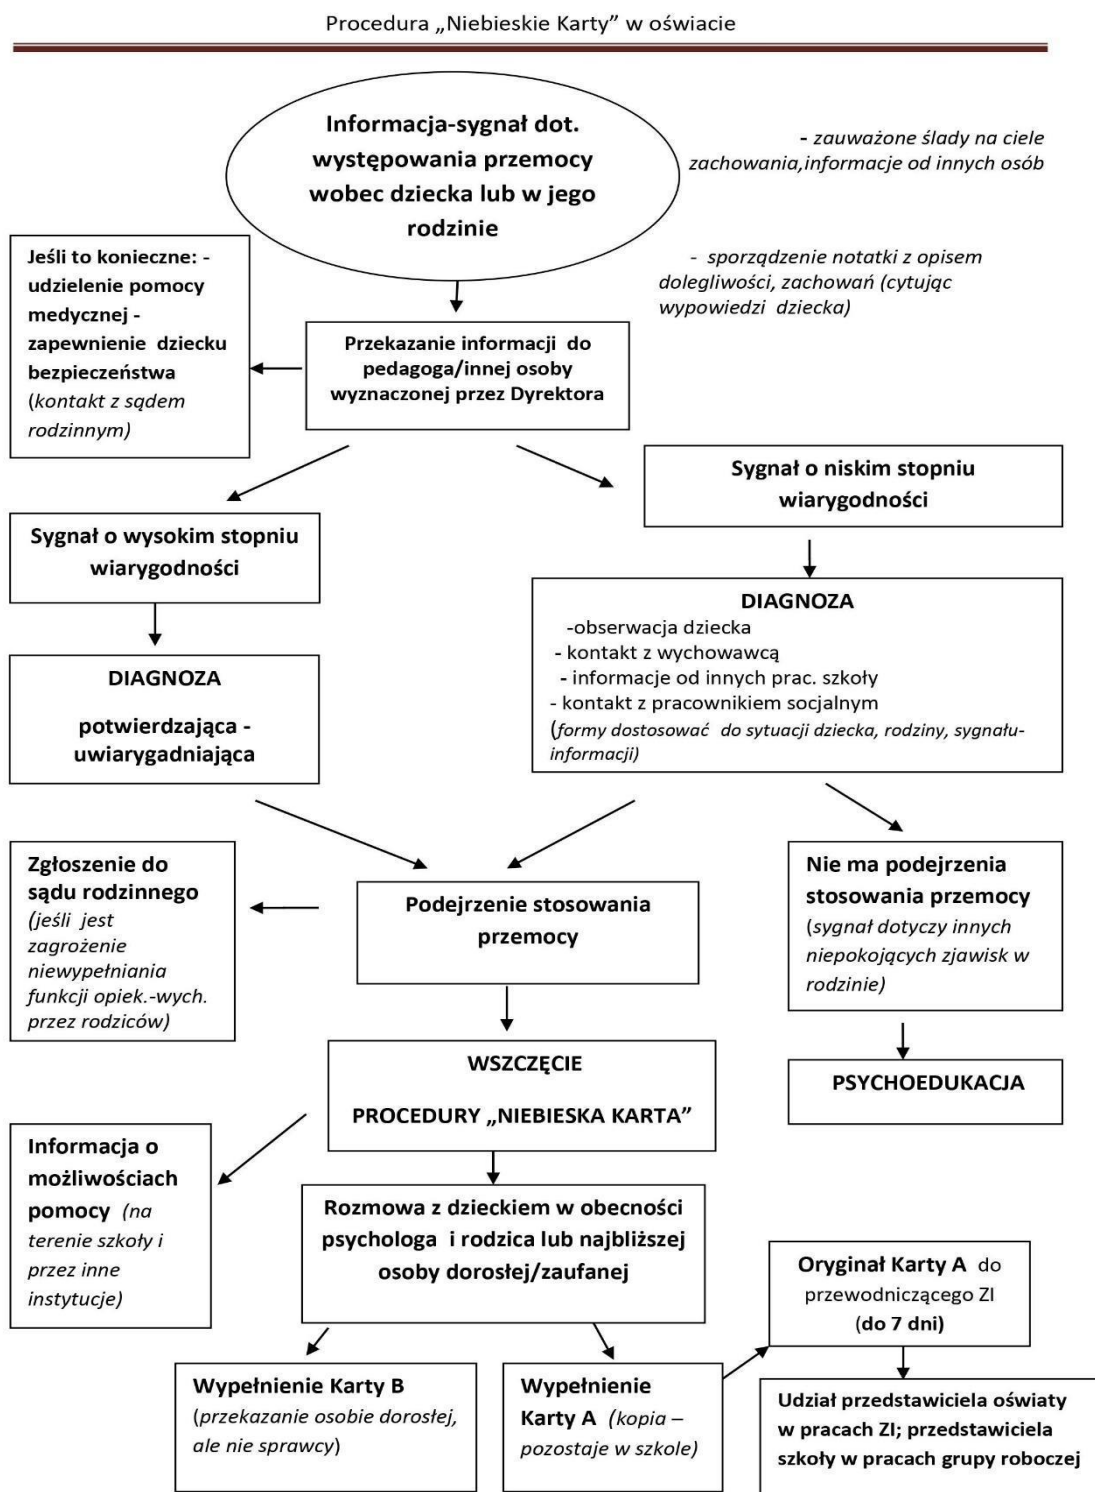 Procedura „Niebieskie Karty” w oświacie
Informacja-sygnał dot.
występowania przemocy
wobec dziecka lub w jego
rodzinie
- zauważone ślady na ciele
zachowania,informacje od innych osób
- sporządzenie notatki z opisem
dolegliwości, zachowań (cytując
wypowiedzi dziecka)
Jeśli to konieczne: -
udzielenie pomocy
medycznej -
zapewnienie dziecku
bezpieczeństwa
(kontakt z sądem
rodzinnym)
Przekazanie informacji do
pedagoga/innej osoby
wyznaczonej przez Dyrektora
Sygnał o niskim stopniu
wiarygodności
Sygnał o wysokim stopniu
wiarygodności
DIAGNOZA
-obserwacja dziecka
- kontakt z wychowawcą
- informacje od innych prac. szkoły
- kontakt z pracownikiem socjalnym
(formy dostosować do sytuacji dziecka, rodziny, sygnału-
informacji)
DIAGNOZA
potwierdzająca -
uwiarygadniająca
Zgłoszenie do
sądu rodzinnego
(jeśli jest
zagrożenie
niewypełniania
funkcji opiek.-wych.
przez rodziców)
Podejrzenie stosowania
przemocy
Nie ma podejrzenia
stosowania przemocy
(sygnał dotyczy innych
niepokojących zjawisk w
rodzinie)
WSZCZĘCIE
PROCEDURY „NIEBIESKA KARTA”
PSYCHOEDUKACJA
Informacja o
możliwościach
pomocy (na
terenie szkoły i
przez inne
instytucje)
Rozmowa z dzieckiem w obecności
psychologa i rodzica lub najbliższej
osoby dorosłej/zaufanej
Oryginał Karty A do
przewodniczącego ZI
(do 7 dni)
Wypełnienie Karty B
(przekazanie osobie dorosłej,
ale nie sprawcy)
Wypełnienie
Karty A (kopia –
pozostaje w szkole)
Udział przedstawiciela oświaty
w pracach ZI; przedstawiciela
szkoły w pracach grupy roboczej